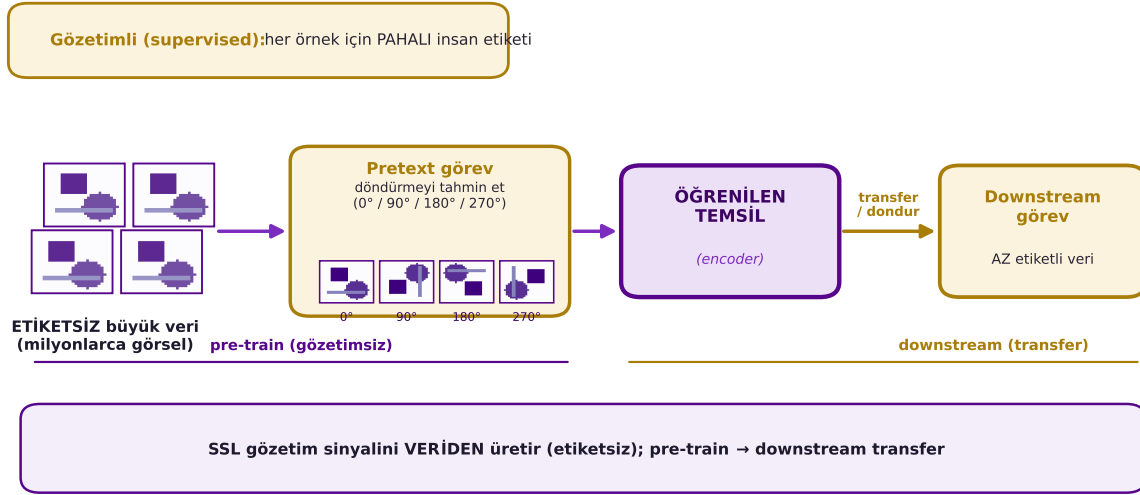 Gözetimli (supervised): her örnek için PAHALI insan etiketi
Pretext görev
döndürmeyi tahmin et
(0° / 90° / 180° / 270°)
0° 90° 180° 270°
ETİKETSİZ büyük veri
(milyonlarca görsel)
pre-train (gözetimsiz)
ÖĞRENİLEN
TEMSİL
(encoder)
transfer
/ dondur
Downstream
görev
AZ etiketli veri
downstream (transfer)
SSL gözetim sinyalini VERİDEN üretir (etiketsiz); pre-train → downstream transfer